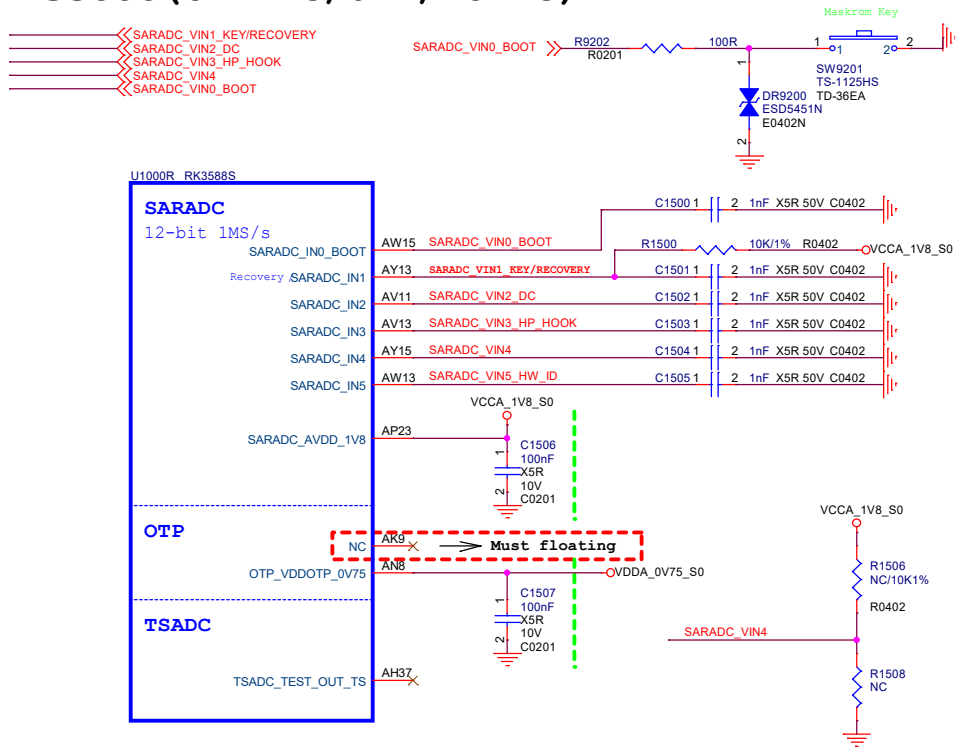 Maskrom Key
SARADC_VIN1_KEY/RECOVERY
SARADC_VIN2_DC
SARADC_VIN3_HP_HOOK
SARADC_VIN4
SARADC_VIN0_BOOT
SARADC_VIN0_BOOT
R9202
R0201
100R
1
1
2
2
SW9201
TS-1125HS
TD-36EA
1
DR9200
ESD5451N
E0402N
2
U1000R RK3588S
SARADC
12-bit 1MS/s
SARADC_IN0_BOOT AW15 SARADC_VIN0_BOOT
C1500 1 2 1nF X5R 50V C0402
R1500 10K/1% R0402 VCCA_1V8_S0
Recovery SARADC_IN1 AY13 SARADC_VIN1_KEY/RECOVERY C1501 1 2 1nF X5R 50V C0402
SARADC_IN2 AV11 SARADC_VIN2_DC C1502 1 2 1nF X5R 50V C0402
SARADC_IN3 AV13 SARADC_VIN3_HP_HOOK C1503 1 2 1nF X5R 50V C0402
SARADC_IN4 AY15 SARADC_VIN4 C1504 1 2 1nF X5R 50V C0402
SARADC_IN5 AW13 SARADC_VIN5_HW_ID C1505 1 2 1nF X5R 50V C0402
VCCA_1V8_S0
SARADC_AVDD_1V8 AP23
1
C1506
100nF
X5R
10V
2
C0201
OTP
NC AK9 Must floating
OTP_VDDOTP_0V75 AN8 VDDA_0V75_S0
1
C1507
100nF
X5R
10V
2
C0201
TSADC
TSADC_TEST_OUT_TS AH37
VCCA_1V8_S0
R1506
NC/10K1%
R0402
SARADC_VIN4
R1508
NC